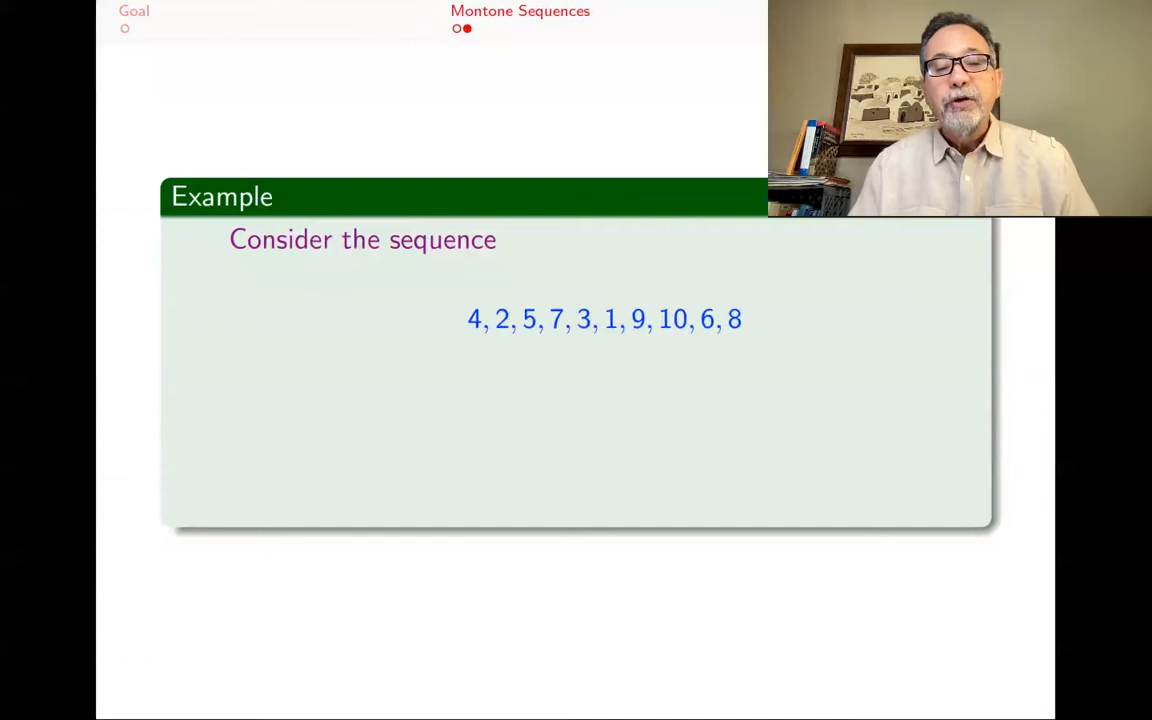 Goal
Montone Sequences
Example
Consider the sequence
4, 2, 5, 7, 3, 1, 9, 10, 6, 8